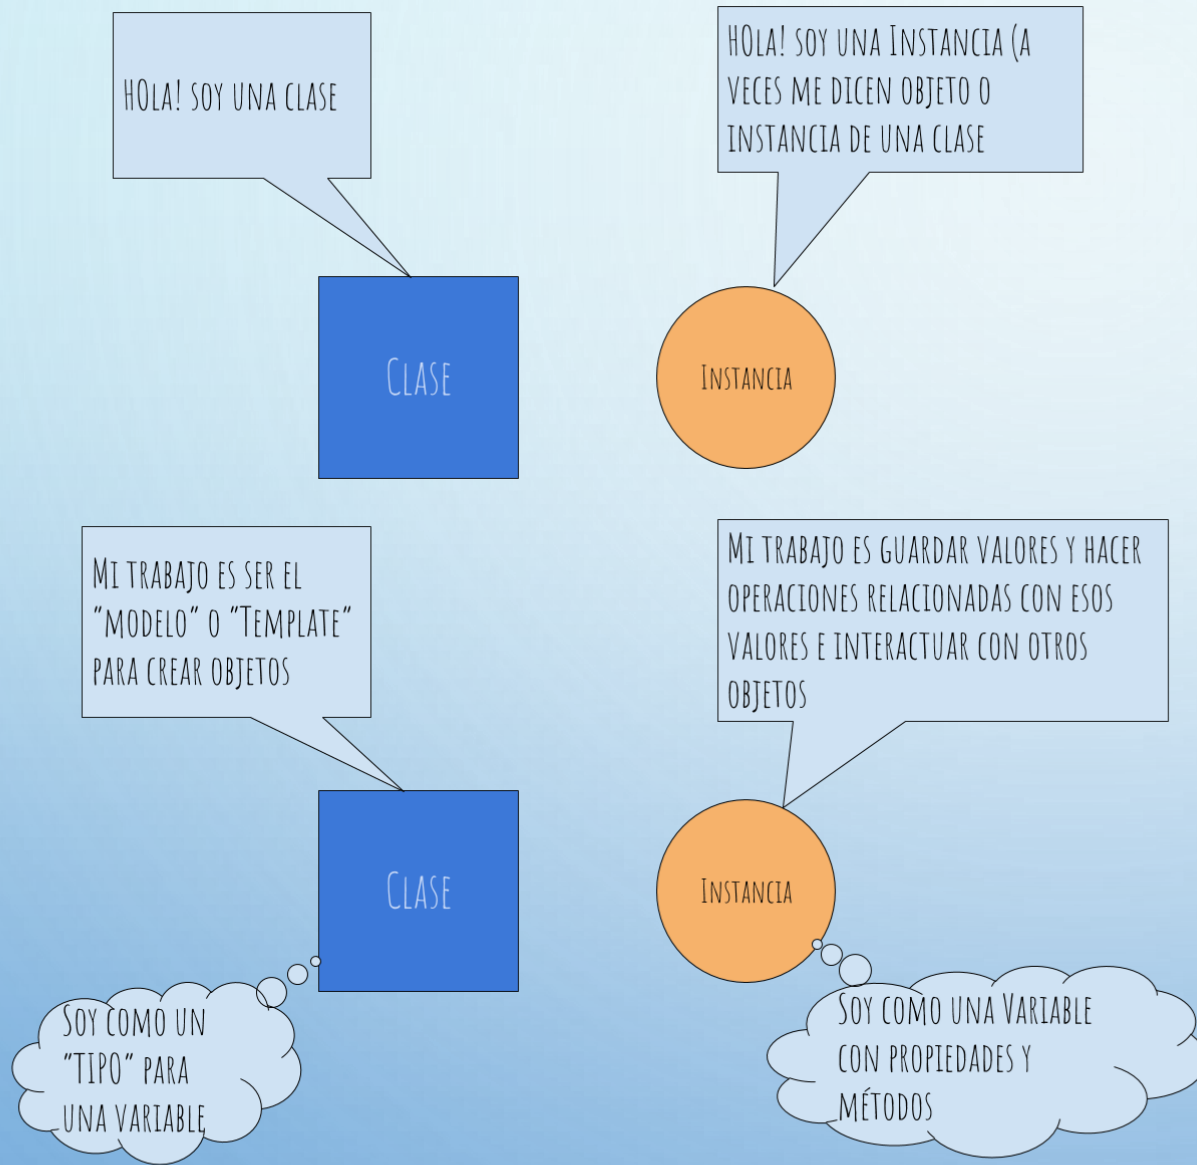 HOla! soy una clase
HOla! soy una Instancia (a
veces me dicen objeto o
instancia de una clase
Clase
Instancia
Mi trabajo es ser el
"modelo" o "Template"
para crear objetos
Mi trabajo es guardar valores y hacer
operaciones relacionadas con esos
valores e interactuar con otros
objetos
Clase
Instancia
Soy como un
"TIPO" para
una variable
Soy como una Variable
con propiedades y
métodos